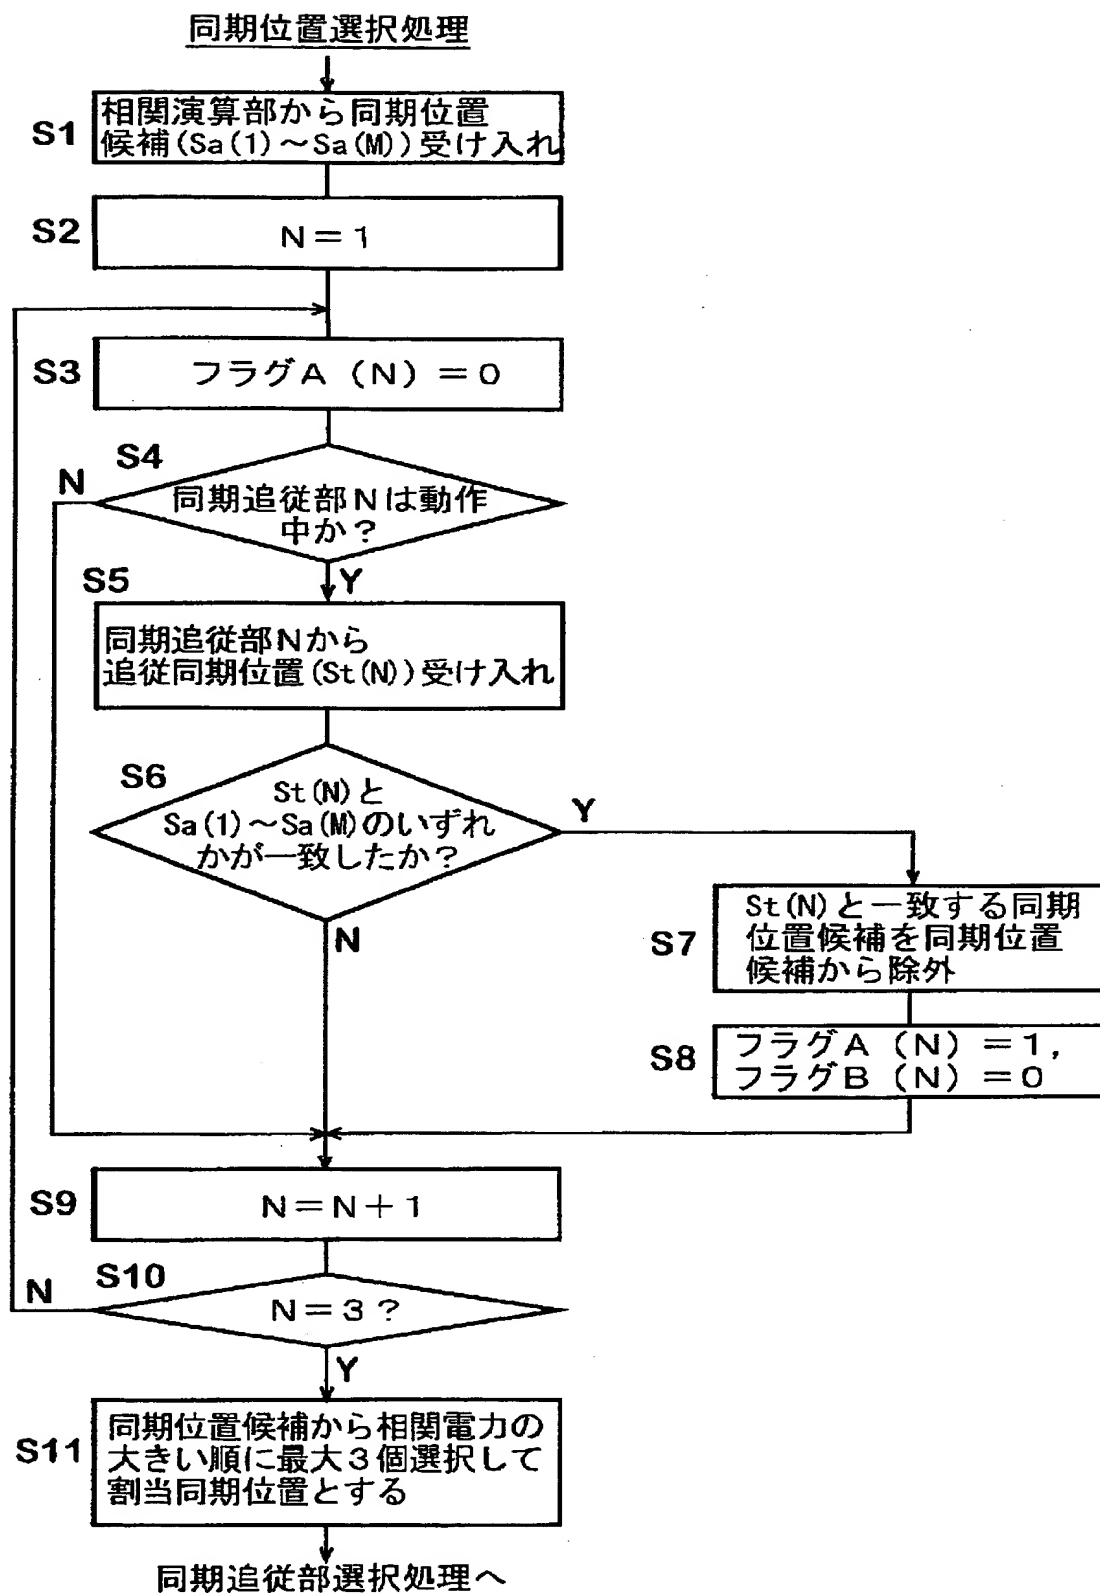 同期位置選択処理
S1
相関演算部から同期位置
候補(Sa(1)～Sa(M))受け入れ
S2
N=1
S3
フラグA(N)=0
S4
N
同期追従部Nは動作
中か?
Y
S5
同期追従部Nから
追従同期位置(St(N))受け入れ
S6
St(N)と
Sa(1)～Sa(M)のいずれ
かが一致したか?
Y
N
S7
St(N)と一致する同期
位置候補を同期位置
候補から除外
S8
フラグA(N)=1,
フラグB(N)=0
S9
N=N+1
S10
N
N=3?
Y
S11
同期位置候補から相関電力の
大きい順に最大3個選択して
割当同期位置とする
同期追従部選択処理へ